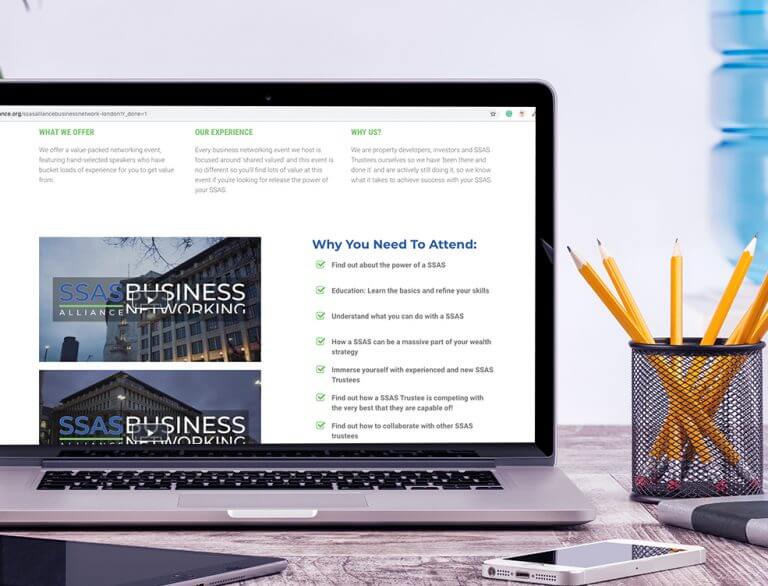 ance.org/ssasalliancebusinessnetwork-london?r_done=1
WHAT WE OFFER
We offer a value packed networking event,
featuring hand-selected speakers who have
bucket loads of experience for you to get value
from.
OUR EXPERIENCE
Every business networking event we host is
focused around 'shared valued' and this event is
no different so you'll find lots of value at this
event if you're looking for release the power of
your SSAS.
WHY US?
We are property developers, investors and SSAS
Trustees ourselves so we have 'been there and
done it' and are actively still doing it, so we know
what it takes to achieve success with your SSAS.
SSAS BUSINESS
ALLIANCE NETWORKING
SSAS BUSINESS
ALLIANCE NETWORKING
Why You Need To Attend:
Find out about the power of a SSAS
Education: Learn the basics and refine your skills
Understand what you can do with a SSAS
How a SSAS can be a massive part of your wealth
strategy
Immerse yourself with experienced and new SSAS
Trustees
Find out how a SSAS Trustee is competing with
the very best that they are capable of!
Find out how to collaborate with other SSAS
trustees